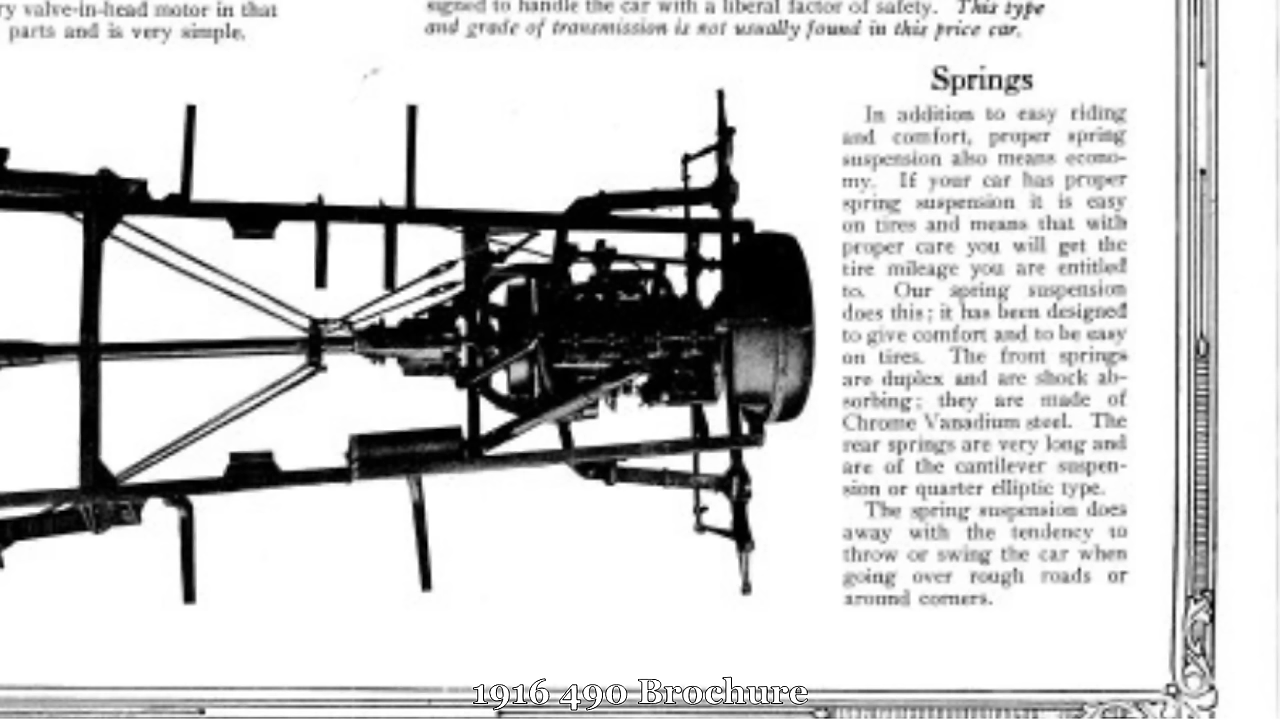 ry valve-in-head motor in that
parts and is very simple.
signed to handle the car with a liberal factor of safety. This type
and grade of transmission is not usually found in this price car.
Springs
In addition to easy riding
and comfort, proper spring
suspension also means econo-
my. If your car has proper
spring suspension it is easy
on tires and means that with
proper care you will get the
tire mileage you are entitled
to. Our spring suspension
does this; it has been designed
to give comfort and to be easy
on tires. The front springs
are duplex and are shock ab-
sorbing; they are made of
Chrome Vanadium steel. The
rear springs are very long and
are of the cantilever suspen-
sion or quarter elliptic type.
The spring suspension does
away with the tendency to
throw or swing the car when
going over rough roads or
around corners.
1916 490 Brochure